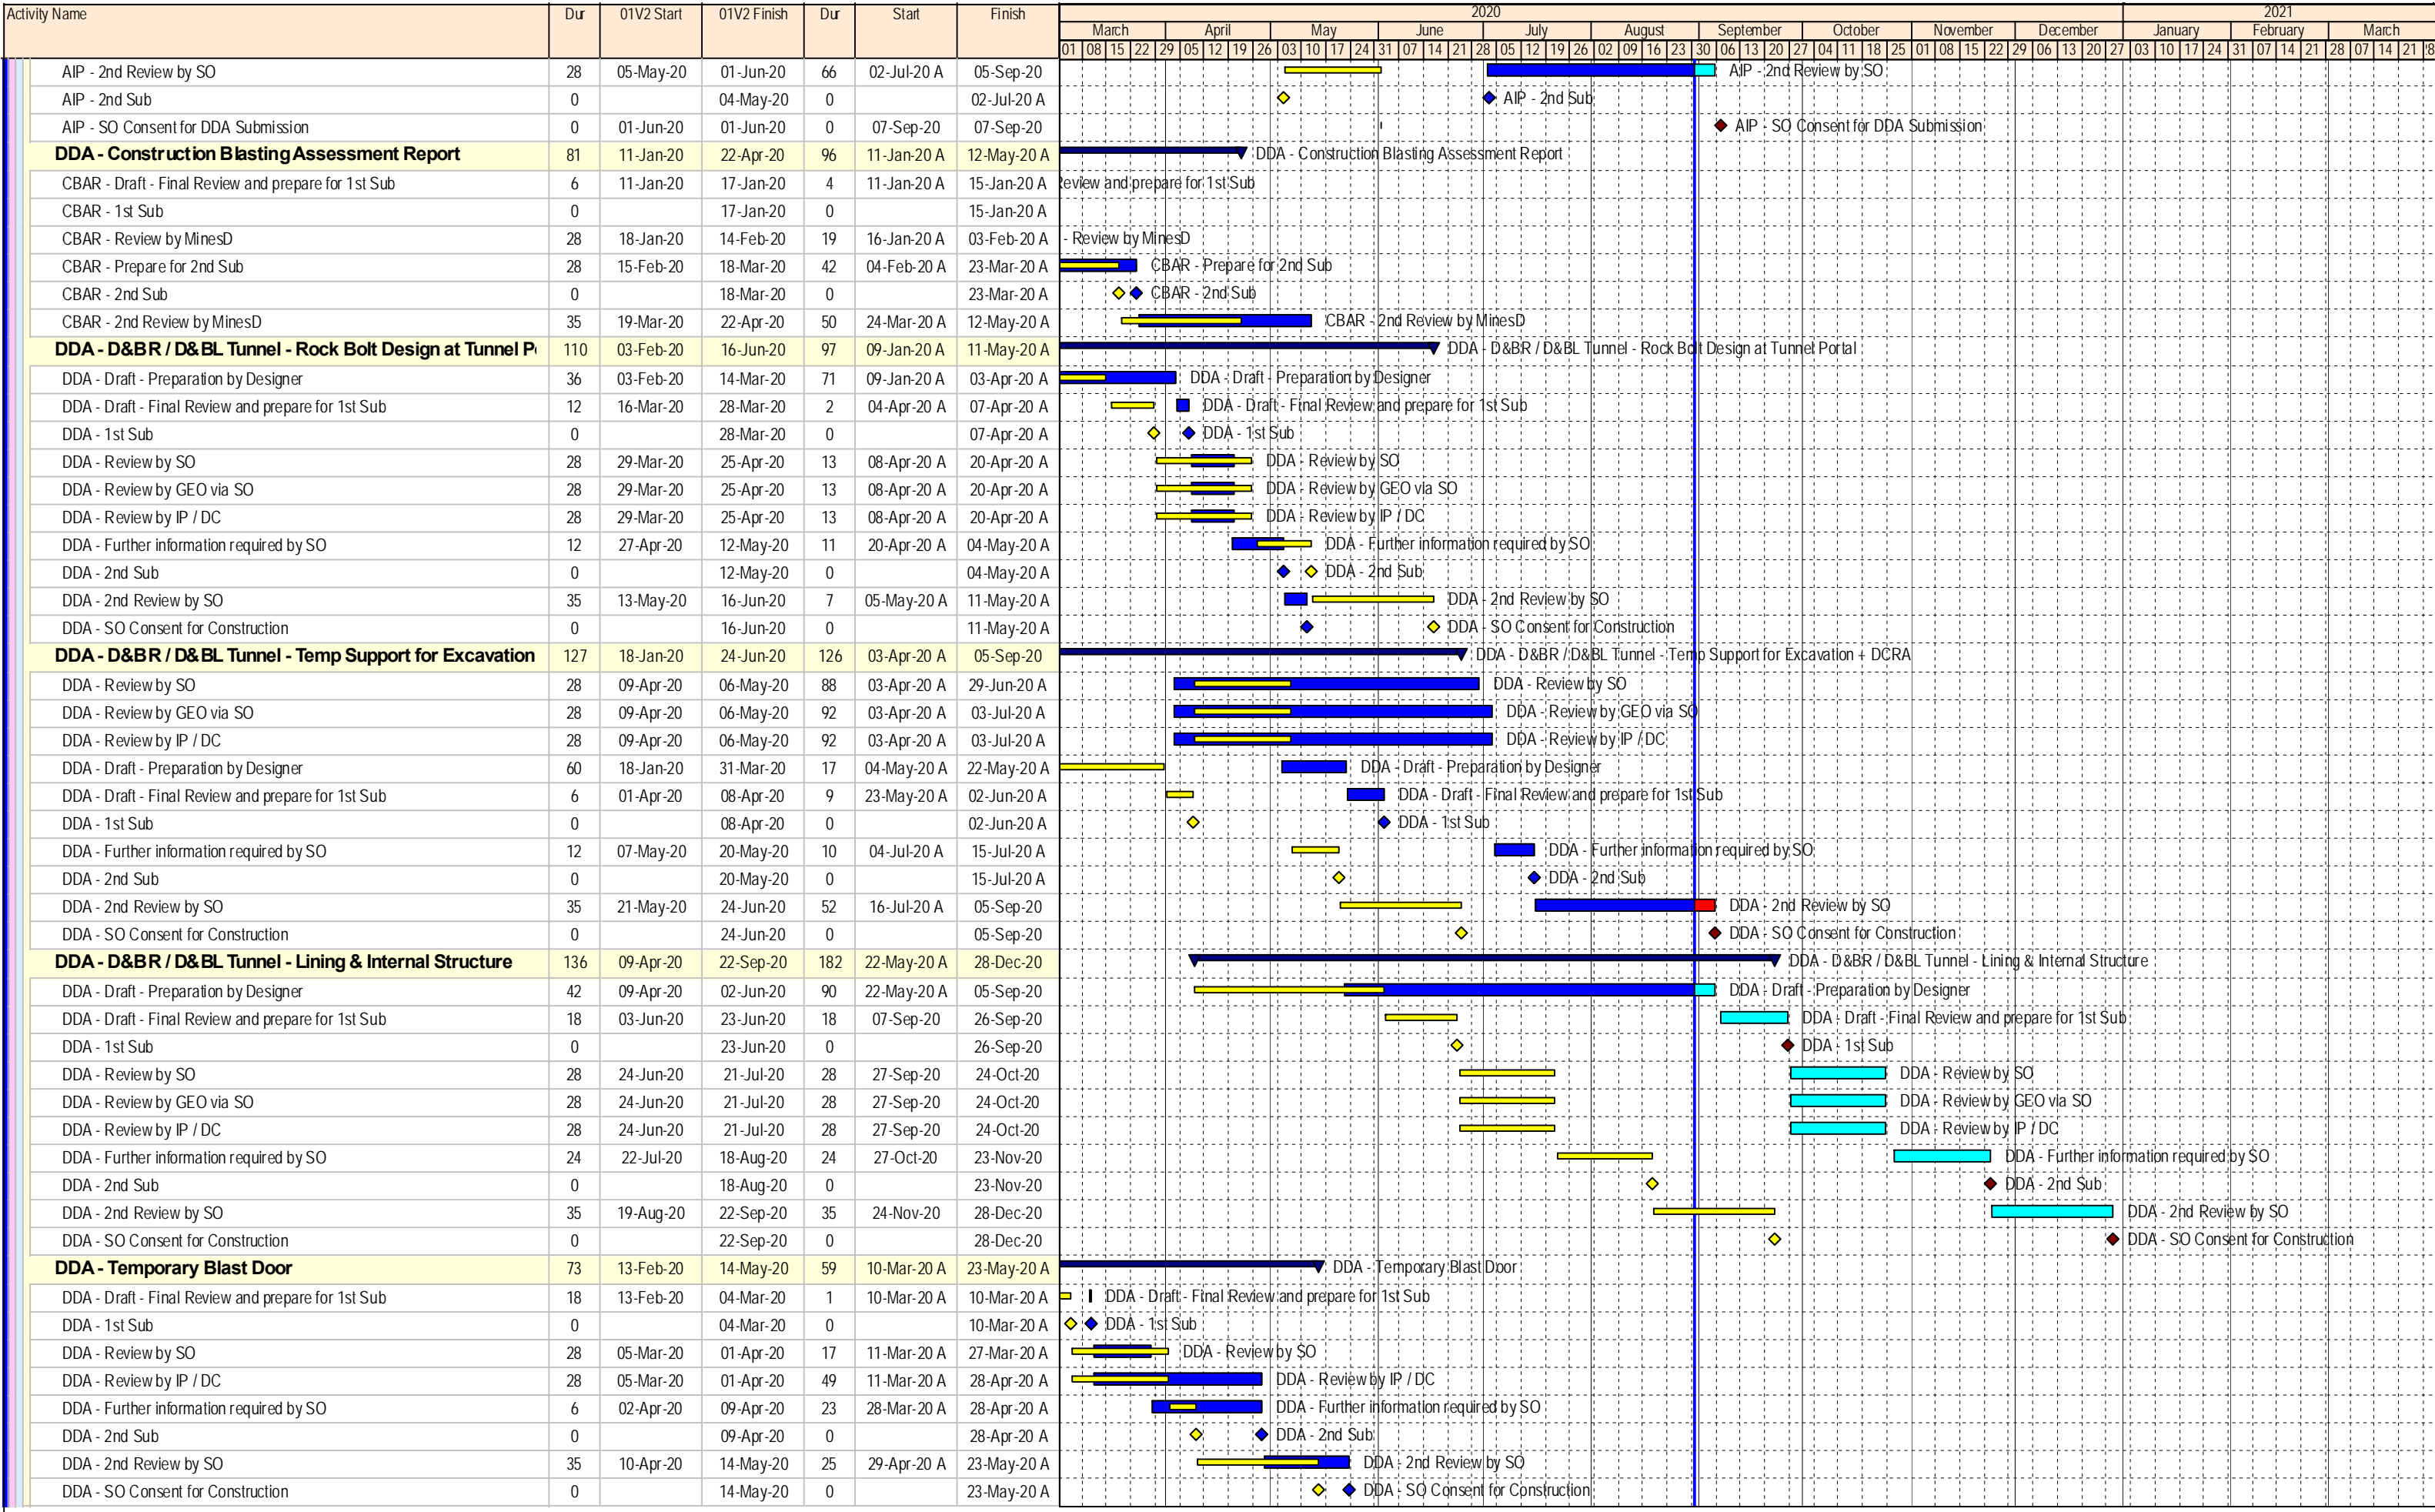 Activity Name Dur 01V2 Start 01V2 Finish Dur Start Finish 2020 2021
March April May June July August September October November December January February March
01 08 15 22 29 05 12 19 26 03 10 17 24 31 07 14 21 28 05 12 19 26 02 09 16 23 30 06 13 20 27 04 11 18 25 01 08 15 22 29 06 13 20 27 03 10 17 24 31 07 14 21 28 07 14 21
AIP - 2nd Review by SO 28 05-May-20 01-Jun-20 66 02-Jul-20 A 05-Sep-20 AIP - 2nd Review by SO
AIP - 2nd Sub 0 04-May-20 0 02-Jul-20 A AIP - 2nd Sub
AIP - SO Consent for DDA Submission 0 01-Jun-20 01-Jun-20 0 07-Sep-20 07-Sep-20 AIP - SO Consent for DDA Submission
DDA - Construction Blasting Assessment Report 81 11-Jan-20 22-Apr-20 96 11-Jan-20 A 12-May-20 A DDA - Construction Blasting Assessment Report
CBAR - Draft - Final Review and prepare for 1st Sub 6 11-Jan-20 17-Jan-20 4 11-Jan-20 A 15-Jan-20 A Review and prepare for 1st Sub
CBAR - 1st Sub 0 17-Jan-20 0 15-Jan-20 A
CBAR - Review by MinesD 28 18-Jan-20 14-Feb-20 19 16-Jan-20 A 03-Feb-20 A - Review by MinesD
CBAR - Prepare for 2nd Sub 28 15-Feb-20 18-Mar-20 42 04-Feb-20 A 23-Mar-20 A CBAR - Prepare for 2nd Sub
CBAR - 2nd Sub 0 18-Mar-20 0 23-Mar-20 A CBAR - 2nd Sub
CBAR - 2nd Review by MinesD 35 19-Mar-20 22-Apr-20 50 24-Mar-20 A 12-May-20 A CBAR - 2nd Review by MinesD
DDA - D&BR / D&BL Tunnel - Rock Bolt Design at Tunnel P 110 03-Feb-20 16-Jun-20 97 09-Jan-20 A 11-May-20 A DDA - D&BR / D&BL Tunnel - Rock Bolt Design at Tunnel Portal
DDA - Draft - Preparation by Designer 36 03-Feb-20 14-Mar-20 71 09-Jan-20 A 03-Apr-20 A DDA - Draft - Preparation by Designer
DDA - Draft - Final Review and prepare for 1st Sub 12 16-Mar-20 28-Mar-20 2 04-Apr-20 A 07-Apr-20 A DDA - Draft - Final Review and prepare for 1st Sub
DDA - 1st Sub 0 28-Mar-20 0 07-Apr-20 A DDA - 1st Sub
DDA - Review by SO 28 29-Mar-20 25-Apr-20 13 08-Apr-20 A 20-Apr-20 A DDA - Review by SO
DDA - Review by GEO via SO 28 29-Mar-20 25-Apr-20 13 08-Apr-20 A 20-Apr-20 A DDA - Review by GEO via SO
DDA - Review by IP / DC 28 29-Mar-20 25-Apr-20 13 08-Apr-20 A 20-Apr-20 A DDA - Review by IP / DC
DDA - Further information required by SO 12 27-Apr-20 12-May-20 11 20-Apr-20 A 04-May-20 A DDA - Further information required by SO
DDA - 2nd Sub 0 12-May-20 0 04-May-20 A DDA - 2nd Sub
DDA - 2nd Review by SO 35 13-May-20 16-Jun-20 7 05-May-20 A 11-May-20 A DDA - 2nd Review by SO
DDA - SO Consent for Construction 0 16-Jun-20 0 11-May-20 A DDA - SO Consent for Construction
DDA - D&BR / D&BL Tunnel - Temp Support for Excavation 127 18-Jan-20 24-Jun-20 126 03-Apr-20 A 05-Sep-20 DDA - D&BR / D&BL Tunnel - Temp Support for Excavation + DCRA
DDA - Review by SO 28 09-Apr-20 06-May-20 88 03-Apr-20 A 29-Jun-20 A DDA - Review by SO
DDA - Review by GEO via SO 28 09-Apr-20 06-May-20 92 03-Apr-20 A 03-Jul-20 A DDA - Review by GEO via SO
DDA - Review by IP / DC 28 09-Apr-20 06-May-20 92 03-Apr-20 A 03-Jul-20 A DDA - Review by IP / DC
DDA - Draft - Preparation by Designer 60 18-Jan-20 31-Mar-20 17 04-May-20 A 22-May-20 A DDA - Draft - Preparation by Designer
DDA - Draft - Final Review and prepare for 1st Sub 6 01-Apr-20 08-Apr-20 9 23-May-20 A 02-Jun-20 A DDA - Draft - Final Review and prepare for 1st Sub
DDA - 1st Sub 0 08-Apr-20 0 02-Jun-20 A DDA - 1st Sub
DDA - Further information required by SO 12 07-May-20 20-May-20 10 04-Jul-20 A 15-Jul-20 A DDA - Further information required by SO
DDA - 2nd Sub 0 20-May-20 0 15-Jul-20 A DDA - 2nd Sub
DDA - 2nd Review by SO 35 21-May-20 24-Jun-20 52 16-Jul-20 A 05-Sep-20 DDA - 2nd Review by SO
DDA - SO Consent for Construction 0 24-Jun-20 0 05-Sep-20 DDA - SO Consent for Construction
DDA - D&BR / D&BL Tunnel - Lining & Internal Structure 136 09-Apr-20 22-Sep-20 182 22-May-20 A 28-Dec-20 DDA - D&BR / D&BL Tunnel - Lining & Internal Structure
DDA - Draft - Preparation by Designer 42 09-Apr-20 02-Jun-20 90 22-May-20 A 05-Sep-20 DDA - Draft - Preparation by Designer
DDA - Draft - Final Review and prepare for 1st Sub 18 03-Jun-20 23-Jun-20 18 07-Sep-20 26-Sep-20 DDA - Draft - Final Review and prepare for 1st Sub
DDA - 1st Sub 0 23-Jun-20 0 26-Sep-20 DDA - 1st Sub
DDA - Review by SO 28 24-Jun-20 21-Jul-20 28 27-Sep-20 24-Oct-20 DDA - Review by SO
DDA - Review by GEO via SO 28 24-Jun-20 21-Jul-20 28 27-Sep-20 24-Oct-20 DDA - Review by GEO via SO
DDA - Review by IP / DC 28 24-Jun-20 21-Jul-20 28 27-Sep-20 24-Oct-20 DDA - Review by IP / DC
DDA - Further information required by SO 24 22-Jul-20 18-Aug-20 24 27-Oct-20 23-Nov-20 DDA - Further information required by SO
DDA - 2nd Sub 0 18-Aug-20 0 23-Nov-20 DDA - 2nd Sub
DDA - 2nd Review by SO 35 19-Aug-20 22-Sep-20 35 24-Nov-20 28-Dec-20 DDA - 2nd Review by SO
DDA - SO Consent for Construction 0 22-Sep-20 0 28-Dec-20 DDA - SO Consent for Construction
DDA - Temporary Blast Door 73 13-Feb-20 14-May-20 59 10-Mar-20 A 23-May-20 A DDA - Temporary Blast Door
DDA - Draft - Final Review and prepare for 1st Sub 18 13-Feb-20 04-Mar-20 1 10-Mar-20 A 10-Mar-20 A DDA - Draft - Final Review and prepare for 1st Sub
DDA - 1st Sub 0 04-Mar-20 0 10-Mar-20 A DDA - 1st Sub
DDA - Review by SO 28 05-Mar-20 01-Apr-20 17 11-Mar-20 A 27-Mar-20 A DDA - Review by SO
DDA - Review by IP / DC 28 05-Mar-20 01-Apr-20 49 11-Mar-20 A 28-Apr-20 A DDA - Review by IP / DC
DDA - Further information required by SO 6 02-Apr-20 09-Apr-20 23 28-Mar-20 A 28-Apr-20 A DDA - Further information required by SO
DDA - 2nd Sub 0 09-Apr-20 0 28-Apr-20 A DDA - 2nd Sub
DDA - 2nd Review by SO 35 10-Apr-20 14-May-20 25 29-Apr-20 A 23-May-20 A DDA - 2nd Review by SO
DDA - SO Consent for Construction 0 14-May-20 0 23-May-20 A DDA - SO Consent for Construction